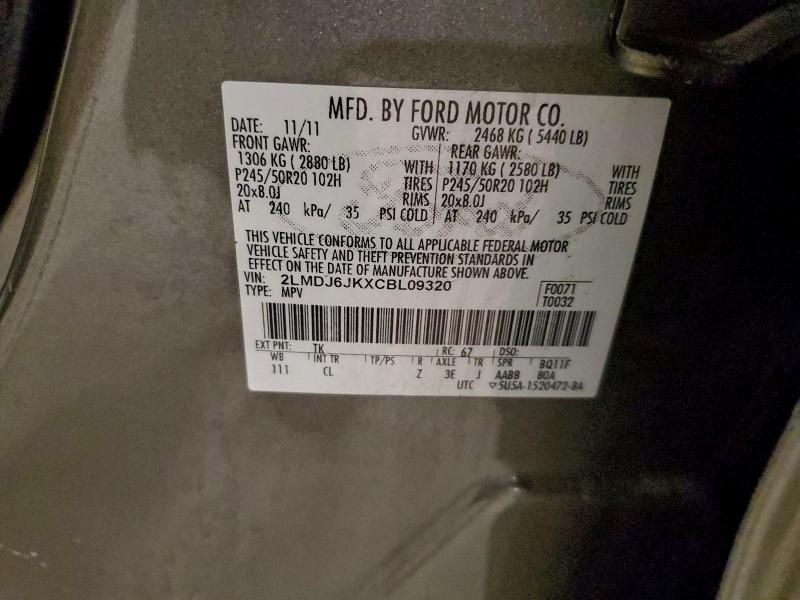 MFD. BY FORD MOTOR CO.
DATE: 11/11 GVWR: 2468 KG ( 5440 LB)
FRONT GAWR: REAR GAWR:
1306 KG ( 2880 LB) WITH 1170 KG ( 2580 LB) WITH
P245/50R20 102H TIRES P245/50R20 102H TIRES
20x8.0J RIMS 20x8.0J RIMS
AT 240 kPa/ 35 PSI COLD AT 240 kPa/ 35 PSI COLD
THIS VEHICLE CONFORMS TO ALL APPLICABLE FEDERAL MOTOR
VEHICLE SAFETY AND THEFT PREVENTION STANDARDS IN
EFFECT ON THE DATE OF MANUFACTURE SHOWN ABOVE.
VIN: 2LMDJ6JKXCBL09320 F0071
TYPE: MPV T0032
EXT PNT: TK RC: 67 DSO:
WB INT TR TP/PS R AXLE TR SPR BQ11F
111 CL Z 3E J AABB 80A
UTC ▽5U5A-1520472-BA